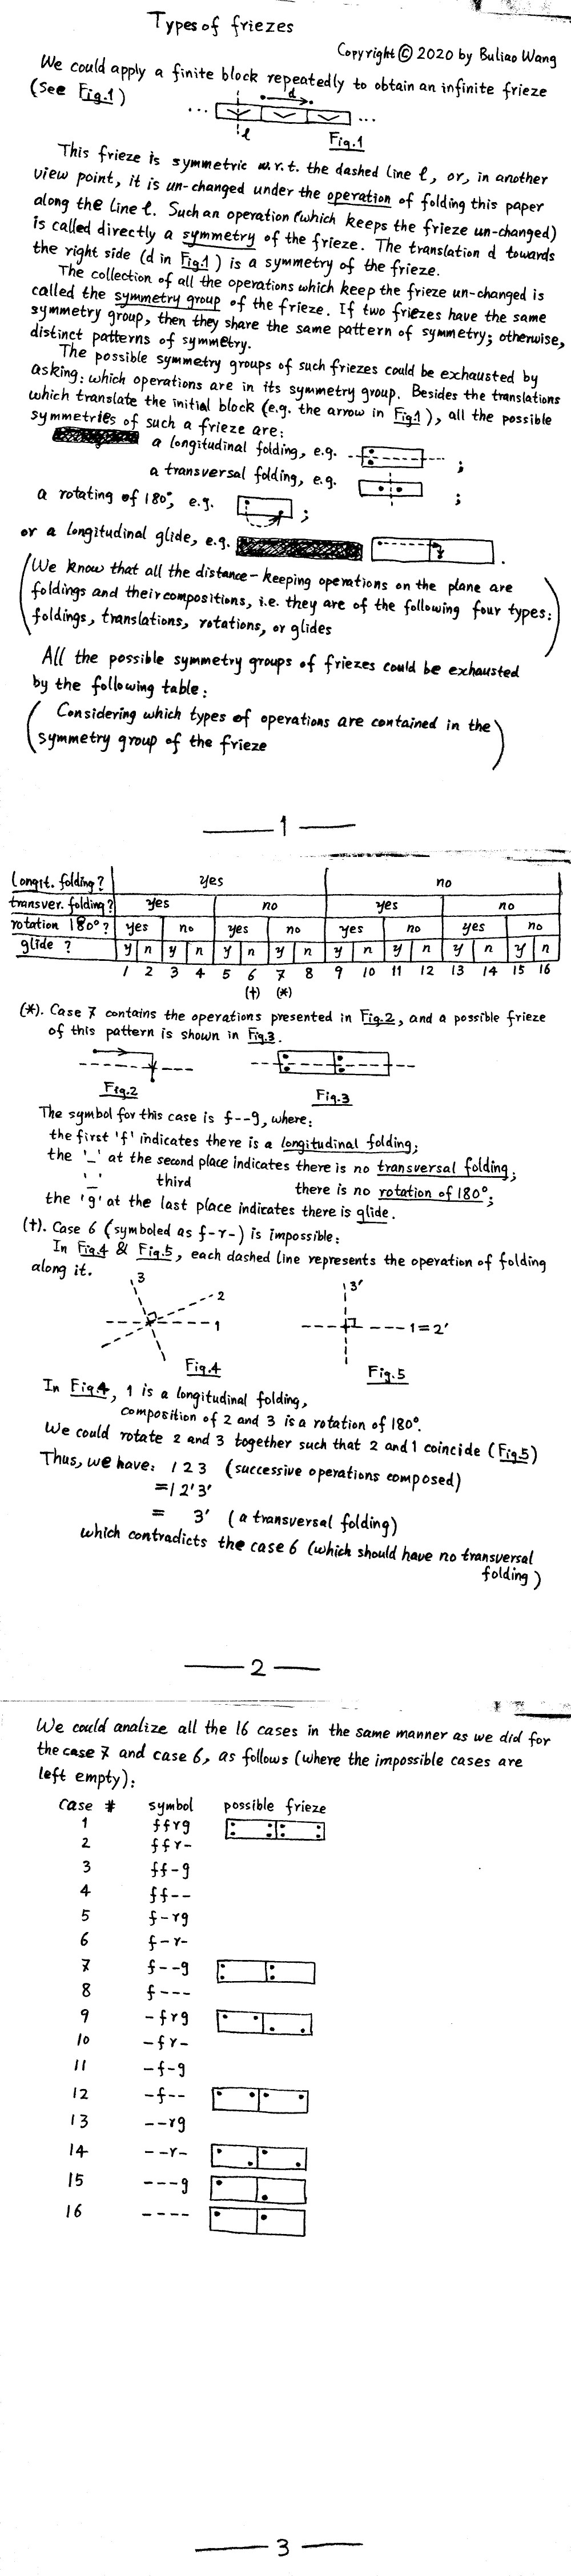 Types of friezes
Copyright © 2020 by Buliao Wang
We could apply a finite block repeatedly to obtain an infinite frieze
(See Fig.1)
d
... ...
l
Fig.1
This frieze is symmetric w.r.t. the dashed line l, or, in another
view point, it is un-changed under the operation of folding this paper
along the line l. Such an operation (which keeps the frieze un-changed)
is called directly a symmetry of the frieze. The translation d towards
the right side (d in Fig.1) is a symmetry of the frieze.
The collection of all the operations which keep the frieze un-changed is
called the symmetry group of the frieze. If two friezes have the same
symmetry group, then they share the same pattern of symmetry; otherwise,
distinct patterns of symmetry.
The possible symmetry groups of such friezes could be exhausted by
asking: which operations are in its symmetry group. Besides the translations
which translate the initial block (e.g. the arrow in Fig.1), all the possible
symmetries of such a frieze are:
a longitudinal folding, e.g. ;
a transversal folding, e.g. ;
a rotating of 180°, e.g. ;
or a longitudinal glide, e.g. .
(We know that all the distance-keeping operations on the plane are
foldings and their compositions, i.e. they are of the following four types:
foldings, translations, rotations, or glides)
All the possible symmetry groups of friezes could be exhausted
by the following table:
(Considering which types of operations are contained in the
symmetry group of the frieze)
— 1 —
Longit. folding? yes no
transver. folding? yes no yes no
rotation 180°? yes no yes no yes no yes no
glide? y n y n y n y n y n y n y n y n
1 2 3 4 5 6 7 8 9 10 11 12 13 14 15 16
(†) (*)
(*). Case 7 contains the operations presented in Fig.2, and a possible frieze
of this pattern is shown in Fig.3.
Fig.2
Fig.3
The symbol for this case is f--g, where:
the first 'f' indicates there is a longitudinal folding;
the '_' at the second place indicates there is no transversal folding;
'_' third there is no rotation of 180°;
the 'g' at the last place indicates there is glide.
(†). Case 6 (symboled as f-r-) is impossible:
In Fig.4 & Fig.5, each dashed line represents the operation of folding
along it.
3
2
1
Fig.4
3'
1=2'
Fig.5
In Fig.4, 1 is a longitudinal folding,
composition of 2 and 3 is a rotation of 180°.
We could rotate 2 and 3 together such that 2 and 1 coincide (Fig.5)
Thus, we have: 1 2 3 (successive operations composed)
=1 2'3'
= 3' (a transversal folding)
which contradicts the case 6 (which should have no transversal
folding)
— 2 —
We could analize all the 16 cases in the same manner as we did for
the case 7 and case 6, as follows (where the impossible cases are
left empty):
case # symbol possible frieze
1 ffrg
2 ffr-
3 ff-g
4 ff--
5 f-rg
6 f-r-
7 f--g
8 f---
9 -frg
10 -fr-
11 -f-g
12 -f--
13 --rg
14 --r-
15 ---g
16 ----
— 3 —